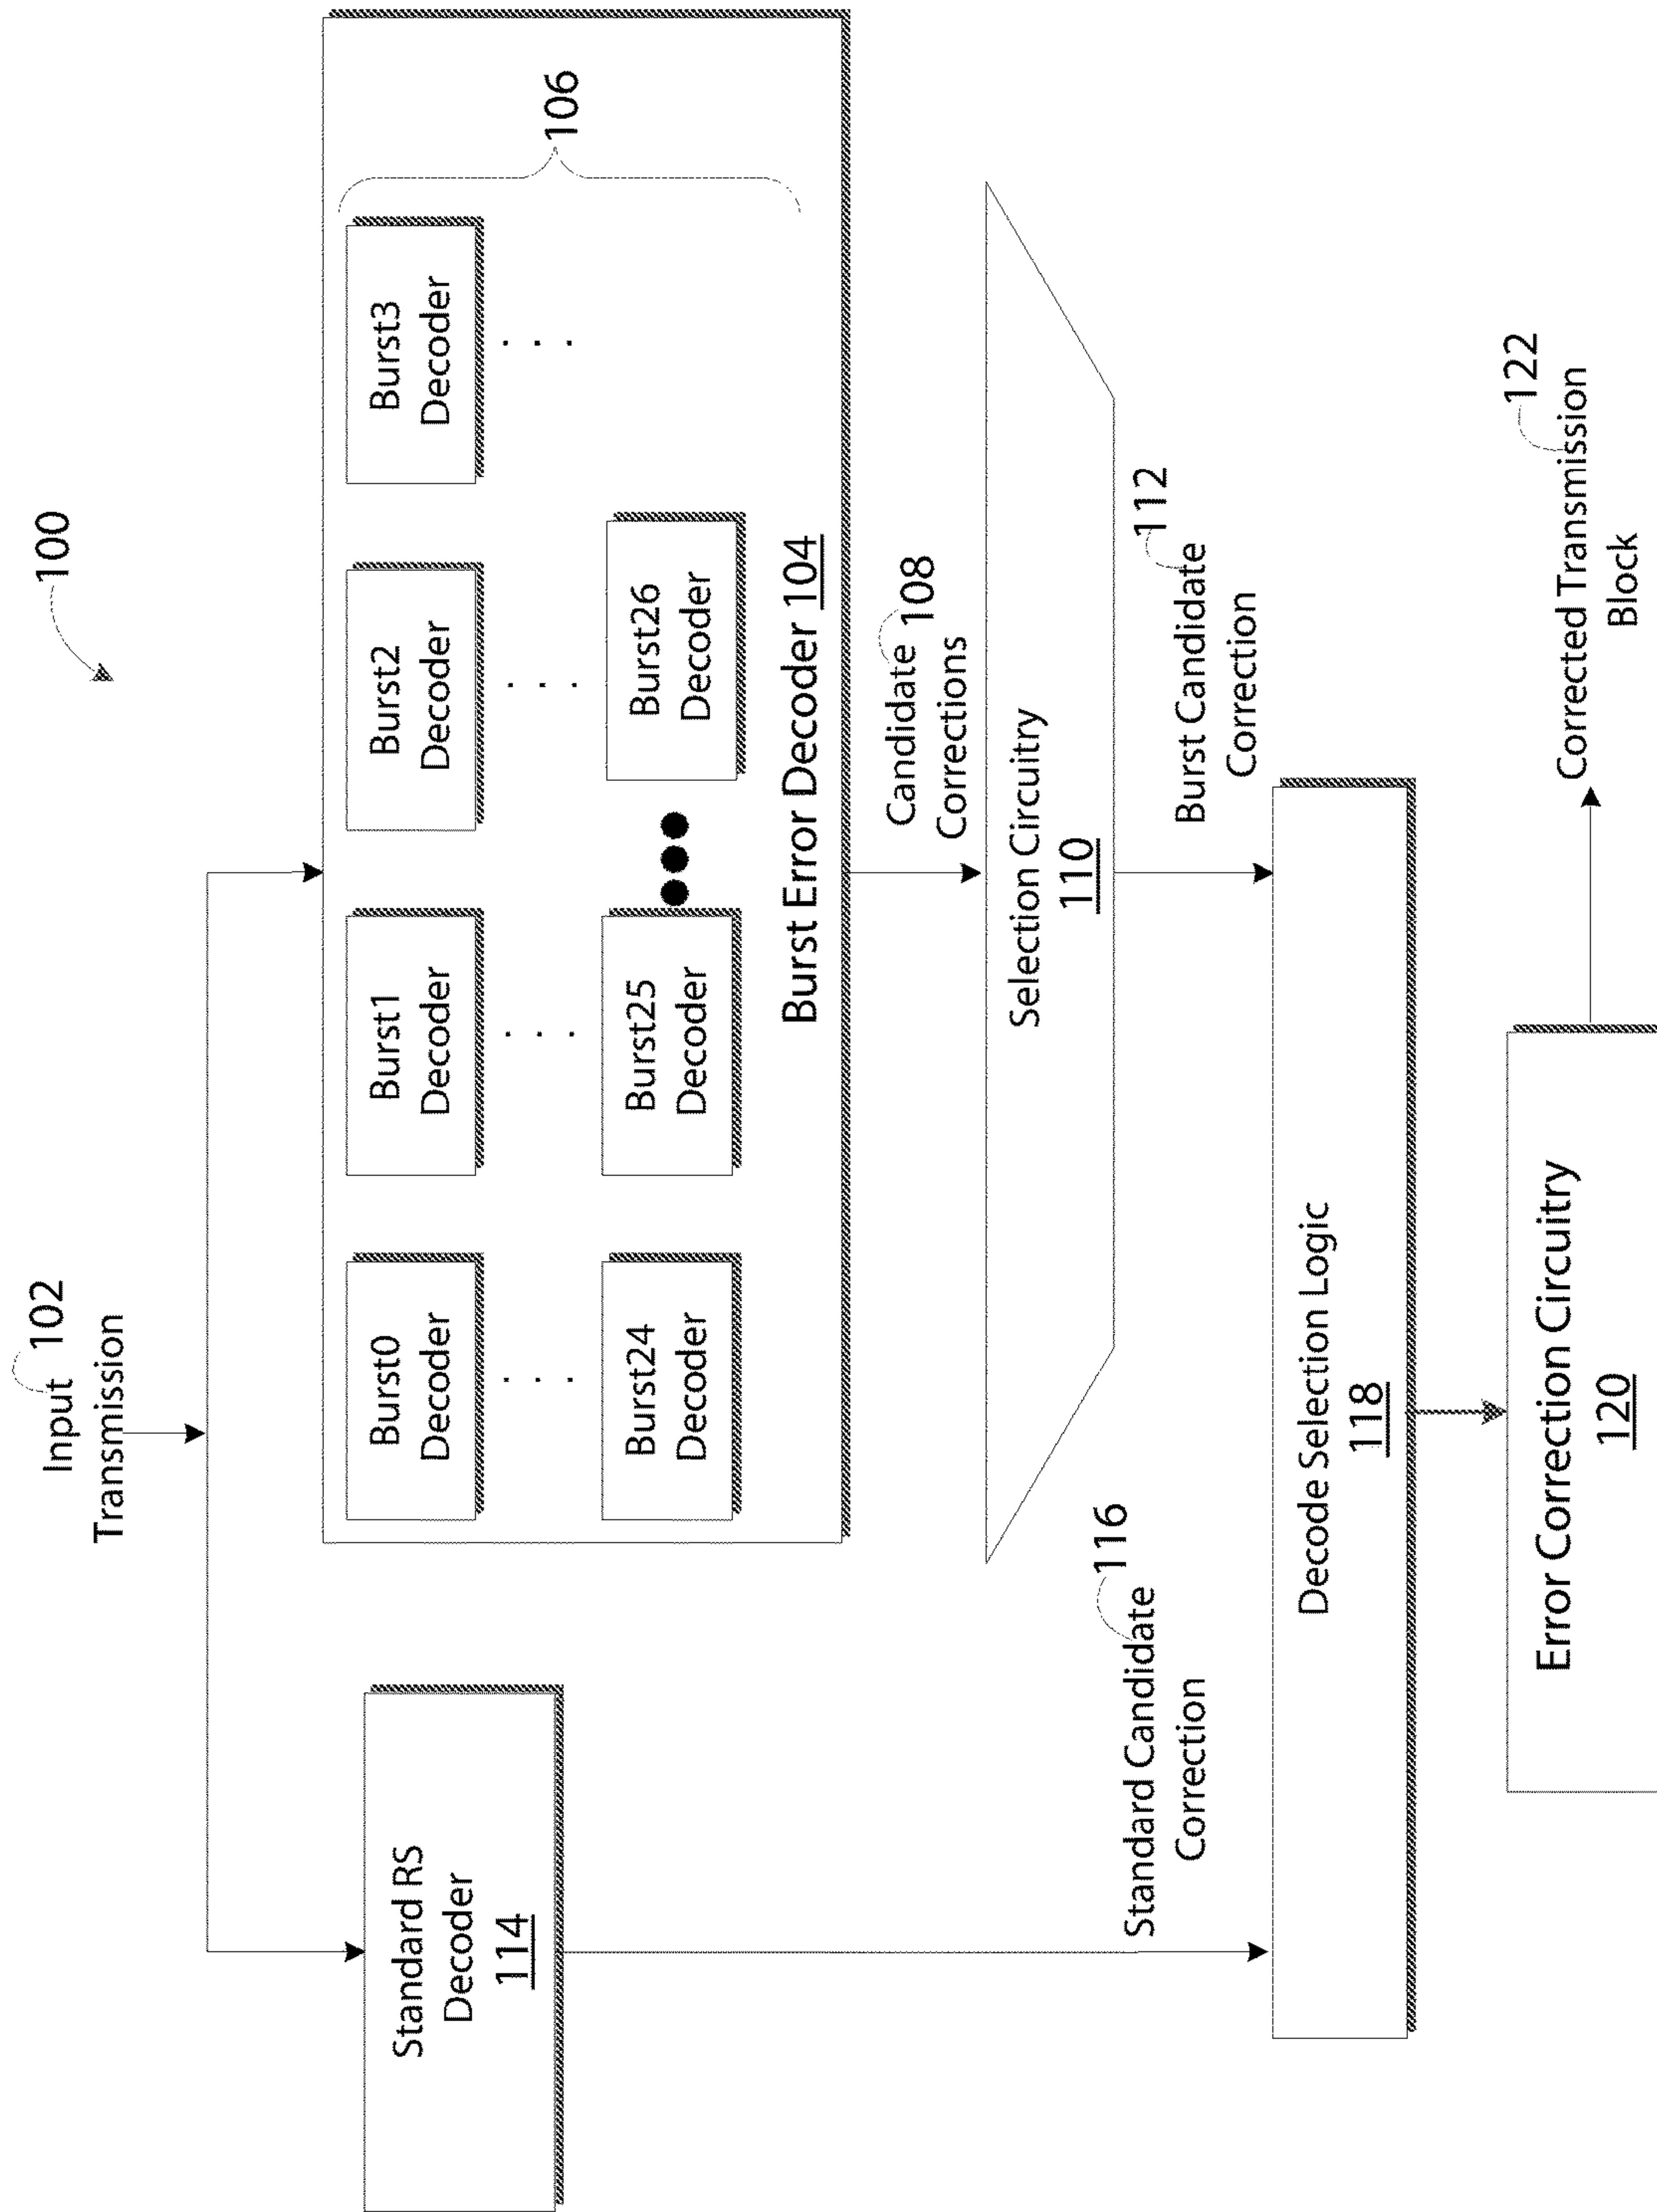 100
Input 102
Transmission
Standard RS
Decoder
114
Burst0
Decoder
Burst1
Decoder
Burst2
Decoder
Burst3
Decoder
. . .
. . .
. . .
. . .
Burst24
Decoder
Burst25
Decoder
●●●
Burst26
Decoder
106
Burst Error Decoder 104
Candidate 108
Corrections
Selection Circuitry
110
Standard Candidate 116
Correction
Burst Candidate 112
Correction
Decode Selection Logic
118
Error Correction Circuitry
120
Corrected Transmission 122
Block